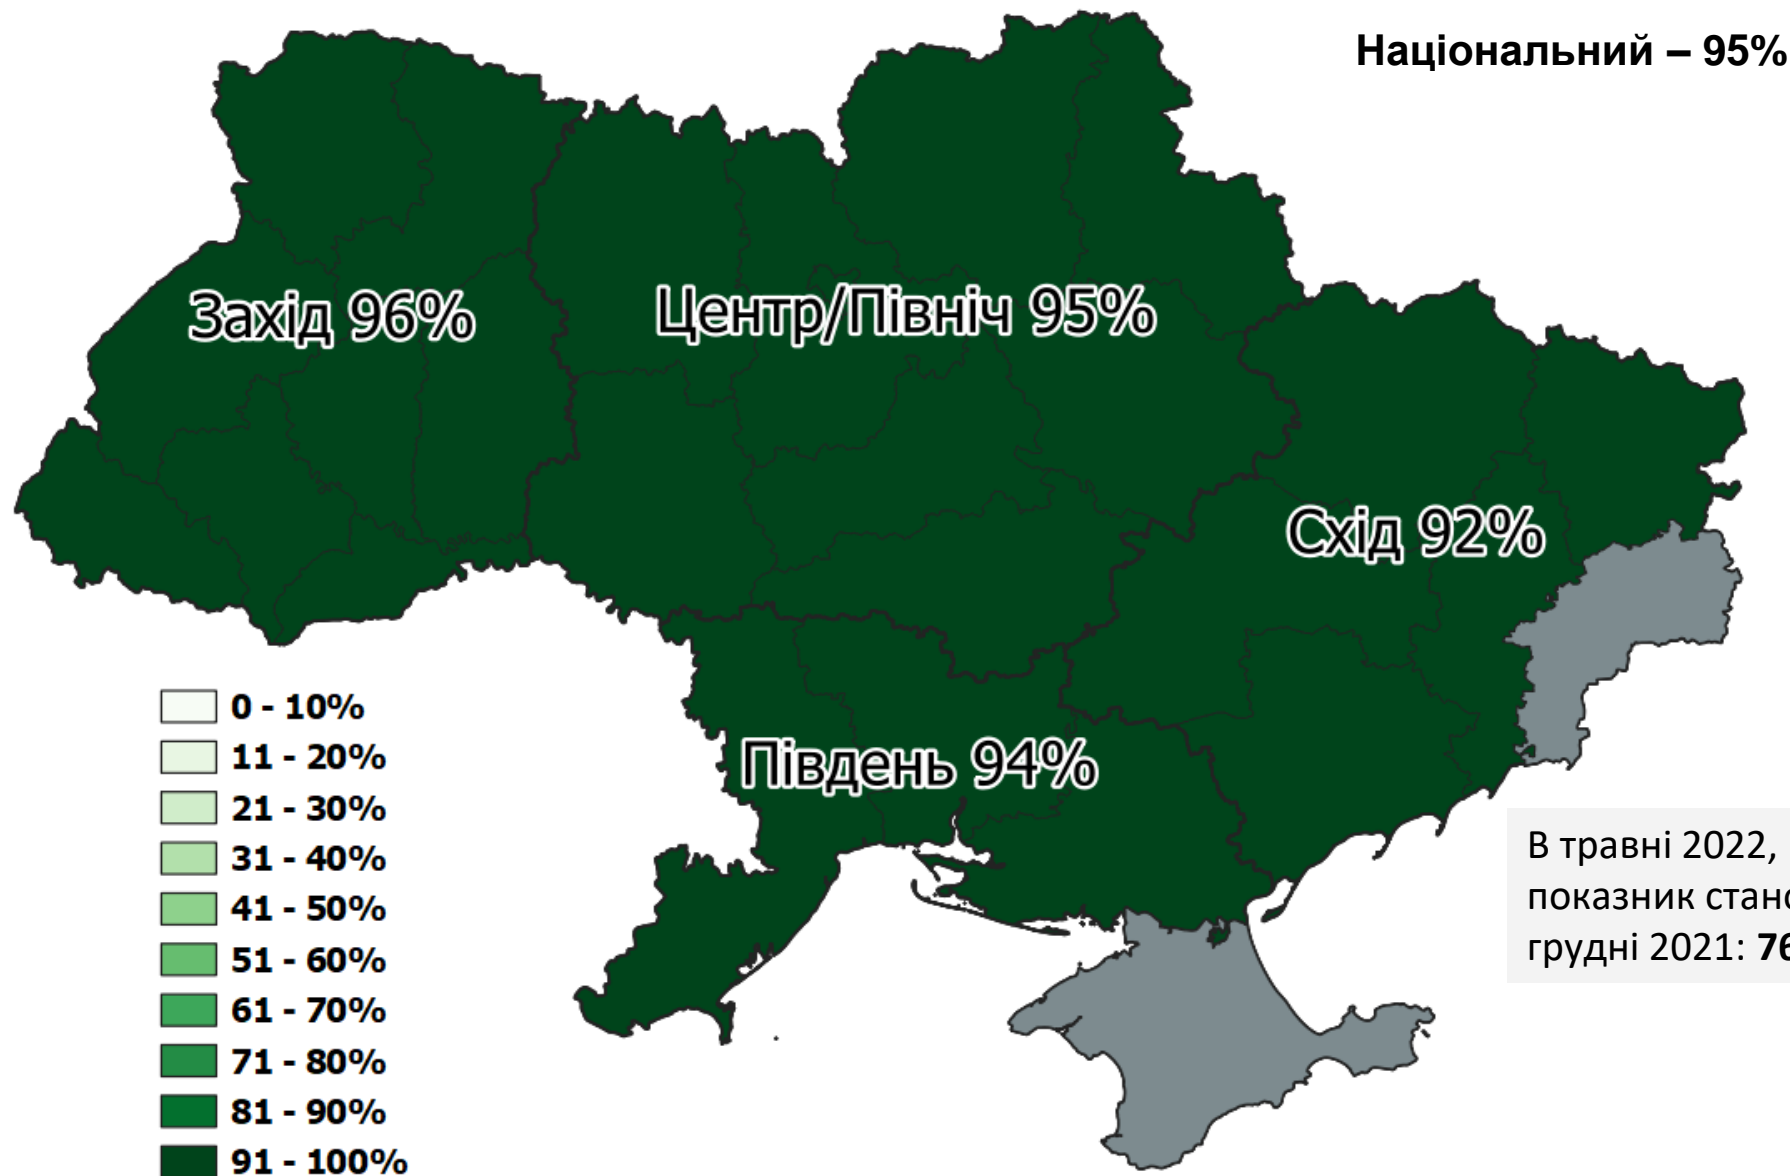 Національний – 95%
Захід 96%
Центр/Північ 95%
Схід 92%
Південь 94%
0 - 10%
11 - 20%
21 - 30%
31 - 40%
41 - 50%
51 - 60%
61 - 70%
71 - 80%
81 - 90%
91 - 100%
В травні 2022,
показник
грудні 2021: